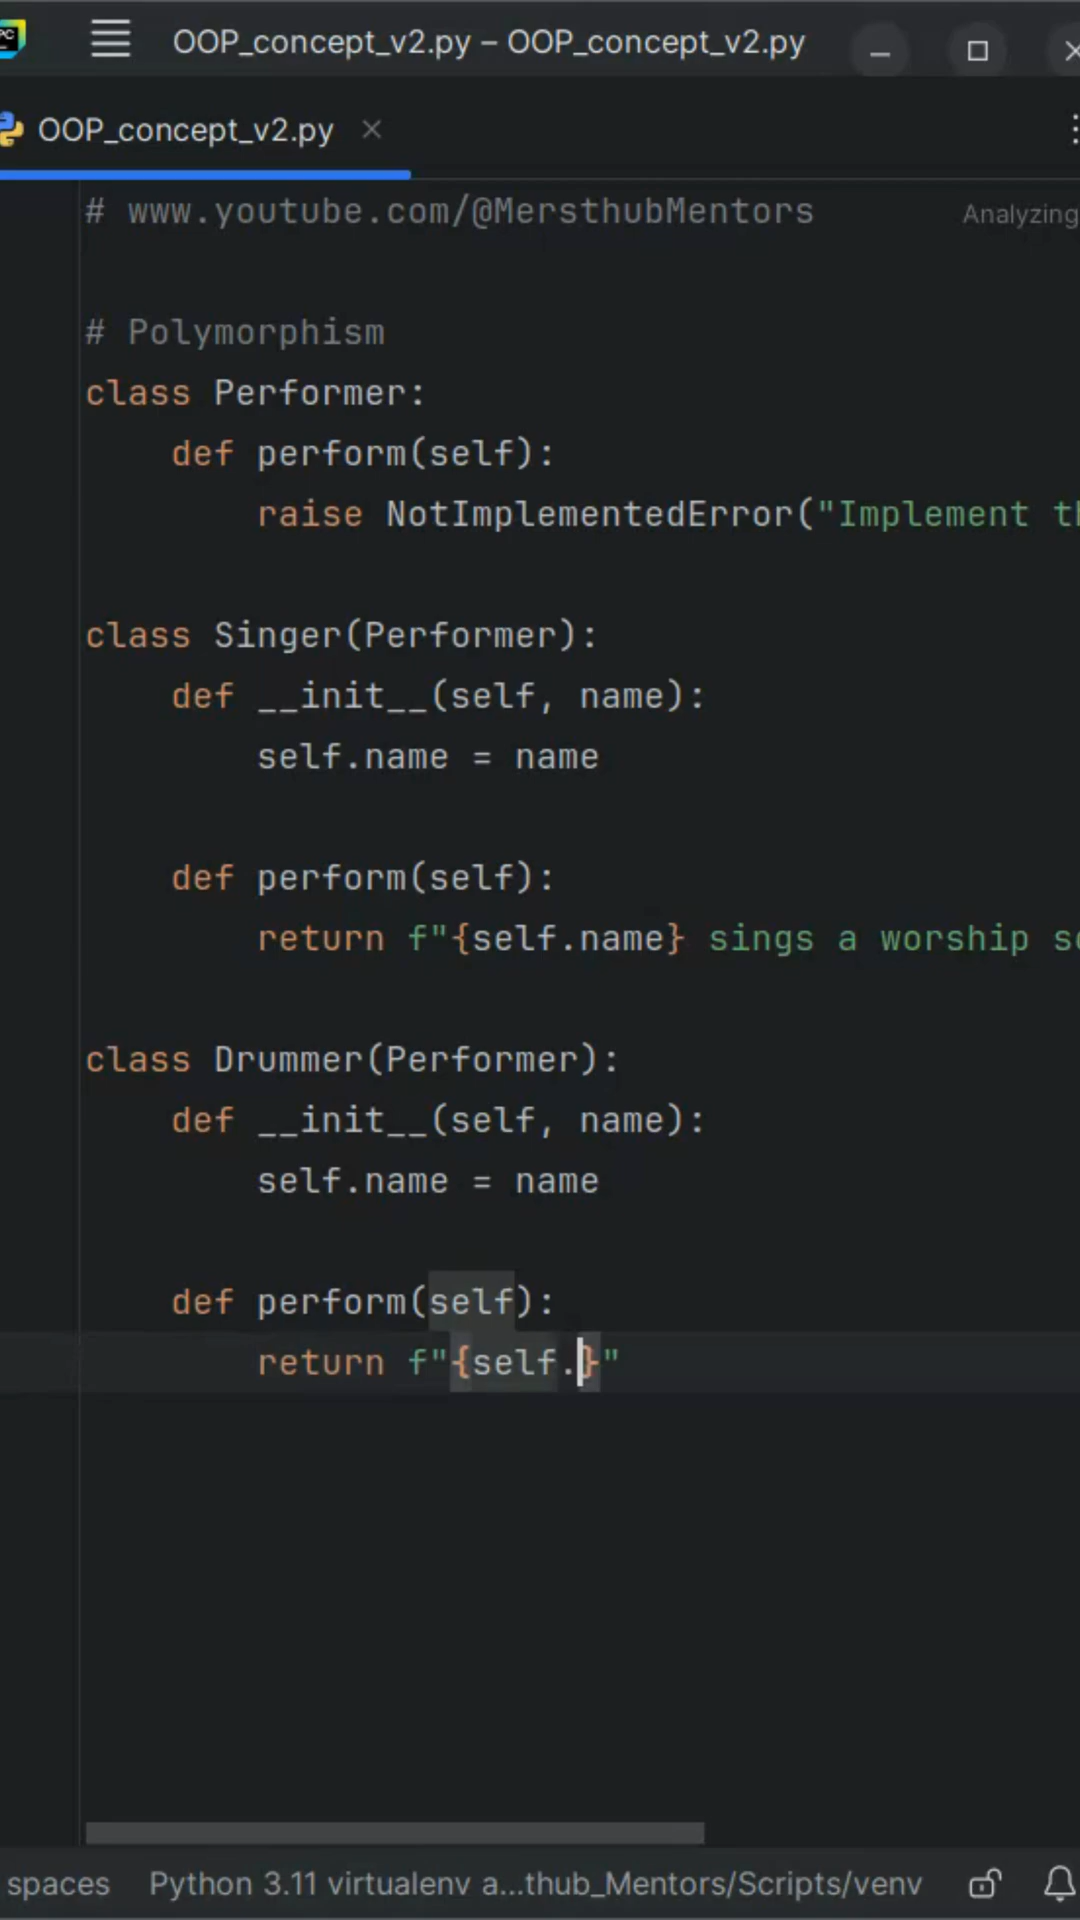 OOP_concept_v2.py – OOP_concept_v2.py
OOP_concept_v2.py
# www.youtube.com/@MersthubMentors
Analyzing
# Polymorphism
class Performer:
    def perform(self):
        raise NotImplementedError("Implement
class Singer(Performer):
    def __init__(self, name):
        self.name = name
    def perform(self):
        return f"{self.name} sings a worship
class Drummer(Performer):
    def __init__(self, name):
        self.name = name
    def perform(self):
        return f"{self.}"
spaces Python 3.11 virtualenv a...thub_Mentors/Scripts/venv